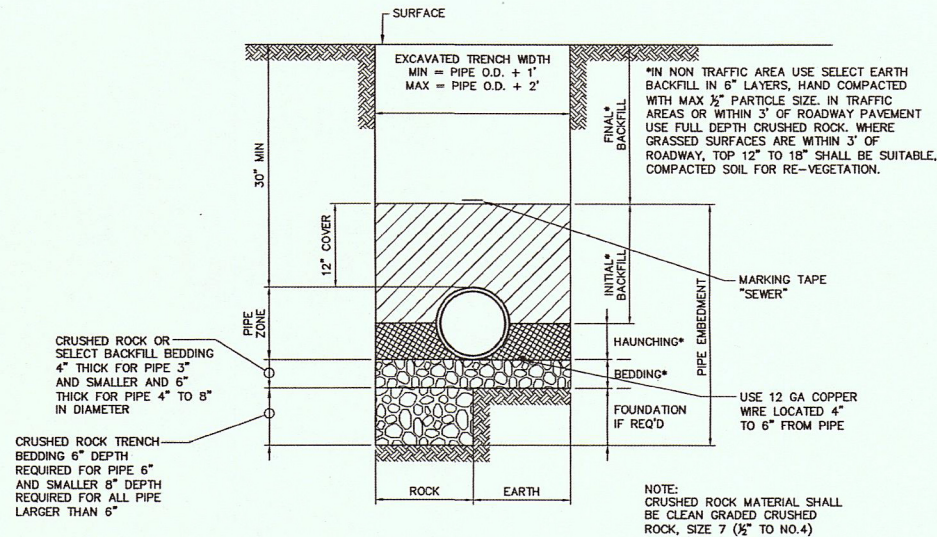 SURFACE
EXCAVATED TRENCH WIDTH
MIN = PIPE O.D. + 1'
MAX = PIPE O.D. + 2'
*IN NON TRAFFIC AREA USE SELECT EARTH
BACKFILL IN 6" LAYERS, HAND COMPACTED
WITH MAX ½" PARTICLE SIZE. IN TRAFFIC
AREAS OR WITHIN 3' OF ROADWAY PAVEMENT
USE FULL DEPTH CRUSHED ROCK. WHERE
GRASSED SURFACES ARE WITHIN 3' OF
ROADWAY, TOP 12" TO 18" SHALL BE SUITABLE,
COMPACTED SOIL FOR RE-VEGETATION.
30" MIN
FINAL*
BACKFILL
12" COVER
INITIAL*
BACKFILL
MARKING TAPE
"SEWER"
PIPE
ZONE
PIPE EMBEDMENT
HAUNCHING*
BEDDING*
FOUNDATION
IF REQ'D
CRUSHED ROCK OR
SELECT BACKFILL BEDDING
4" THICK FOR PIPE 3"
AND SMALLER AND 6"
THICK FOR PIPE 4" TO 8"
IN DIAMETER
USE 12 GA COPPER
WIRE LOCATED 4"
TO 6" FROM PIPE
CRUSHED ROCK TRENCH
BEDDING 6" DEPTH
REQUIRED FOR PIPE 6"
AND SMALLER 8" DEPTH
REQUIRED FOR ALL PIPE
LARGER THAN 6"
ROCK
EARTH
NOTE:
CRUSHED ROCK MATERIAL SHALL
BE CLEAN GRADED CRUSHED
ROCK, SIZE 7 (½" TO NO.4)